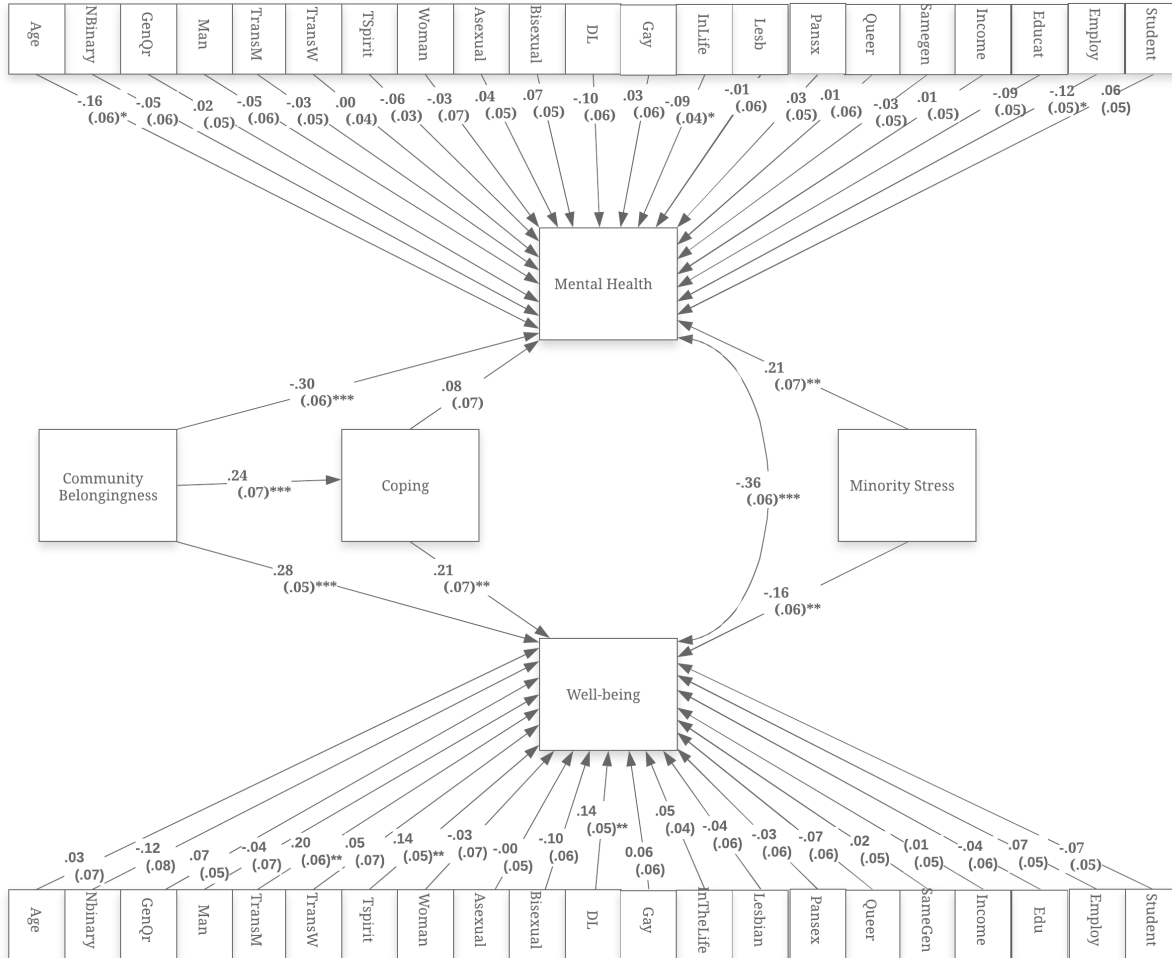 Age
NBinary
GenQr
Man
TransM
TransW
TSpirit
Woman
Asexual
Bisexual
DL
Gay
InLife
Lesb
Pansx
Queer
Samegen
Income
Educat
Employ
Student
-.16
(.06)*
-.05
(.06)
.02
(.05)
-.05
(.06)
-.03
(.05)
.00
(.04)
-.06
(.03)
-.03
(.07)
.04
(.05)
.07
(.05)
-.10
(.06)
.03
(.06)
-.09
(.04)*
-.01
(.06)
.03
(.05)
.01
(.06)
-.03
(.05)
.01
(.05)
-.09
(.05)
-.12
(.05)*
.06
(.05)
Mental Health
-.30
(.06)***
.08
(.07)
.21
(.07)**
Community
Belongingness
.24
(.07)***
Coping
-.36
(.06)***
Minority Stress
.28
(.05)***
.21
(.07)**
-.16
(.06)**
Well-being
.03
(.07)
-.12
(.08)
.07
(.05)
-.04
(.07)
.20
(.06)**
.05
(.07)
.14
(.05)**
-.03
(.07)
-.00
(.05)
-.10
(.06)
.14
(.05)**
0.06
(.06)
.05
(.04)
-.04
(.06)
-.03
(.06)
-.07
(.06)
.02
(.05)
(.01
(.05)
-.04
(.06)
.07
(.05)
-.07
(.05)
Age
Nbinary
GenQr
Man
TransM
TransW
Tspirit
Woman
Asexual
Bisexual
DL
Gay
InTheLife
Lesbian
Pansex
Queer
SameGen
Income
Edu
Employ
Student